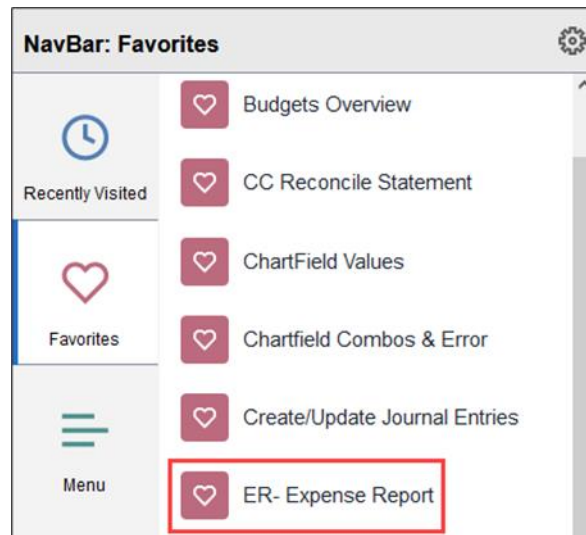 NavBar: Favorites
Recently Visited
Favorites
Menu
Budgets Overview
CC Reconcile Statement
ChartField Values
Chartfield Combos & Error
Create/Update Journal Entries
ER- Expense Report